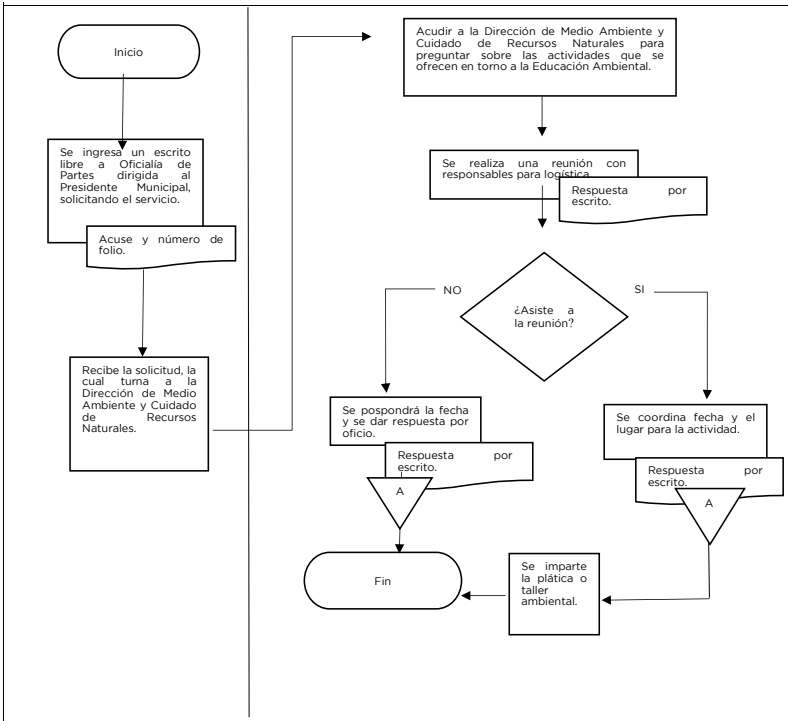 Inicio
Se ingresa un escrito
libre a Oficialía de
Partes dirigida al
Presidente Municipal,
solicitando el servicio.
Acuse y número de
folio.
Recibe la solicitud, la
cual turna a la
Dirección de Medio
Ambiente y Cuidado
de Recursos
Naturales.
Acudir a la Dirección de Medio Ambiente y
Cuidado de Recursos Naturales para
preguntar sobre las actividades que se
ofrecen en torno a la Educación Ambiental.
Se realiza una reunión con
responsables para logística.
Respuesta por
escrito.
¿Asiste a
la reunión?
NO
SI
Se pospondrá la fecha
y se dar respuesta por
oficio.
Respuesta por
escrito.
A
Se coordina fecha y el
lugar para la actividad.
Respuesta por
escrito.
A
Se imparte
la plática o
taller
ambiental.
Fin